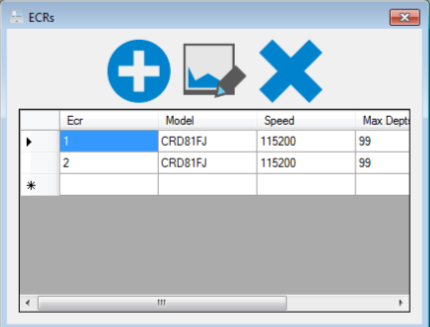 ECRs
Ecr Model Speed Max Depts
1 CRD81FJ 115200 99
2 CRD81FJ 115200 99